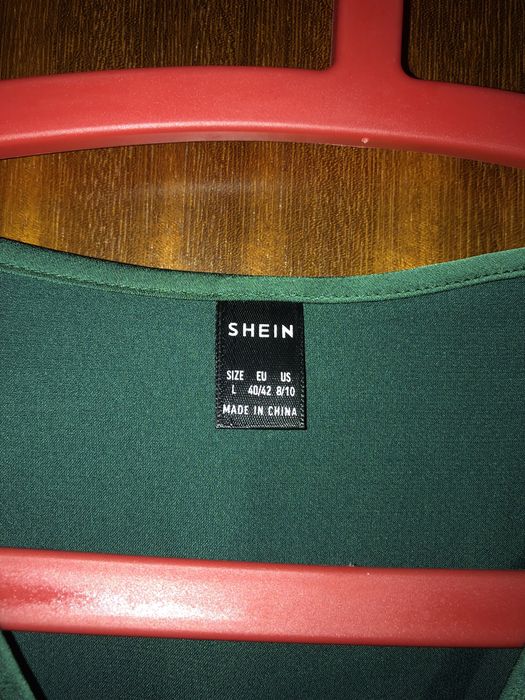 SHEIN
SIZE EU US
L 40/42 8/10
MADE IN CHINA